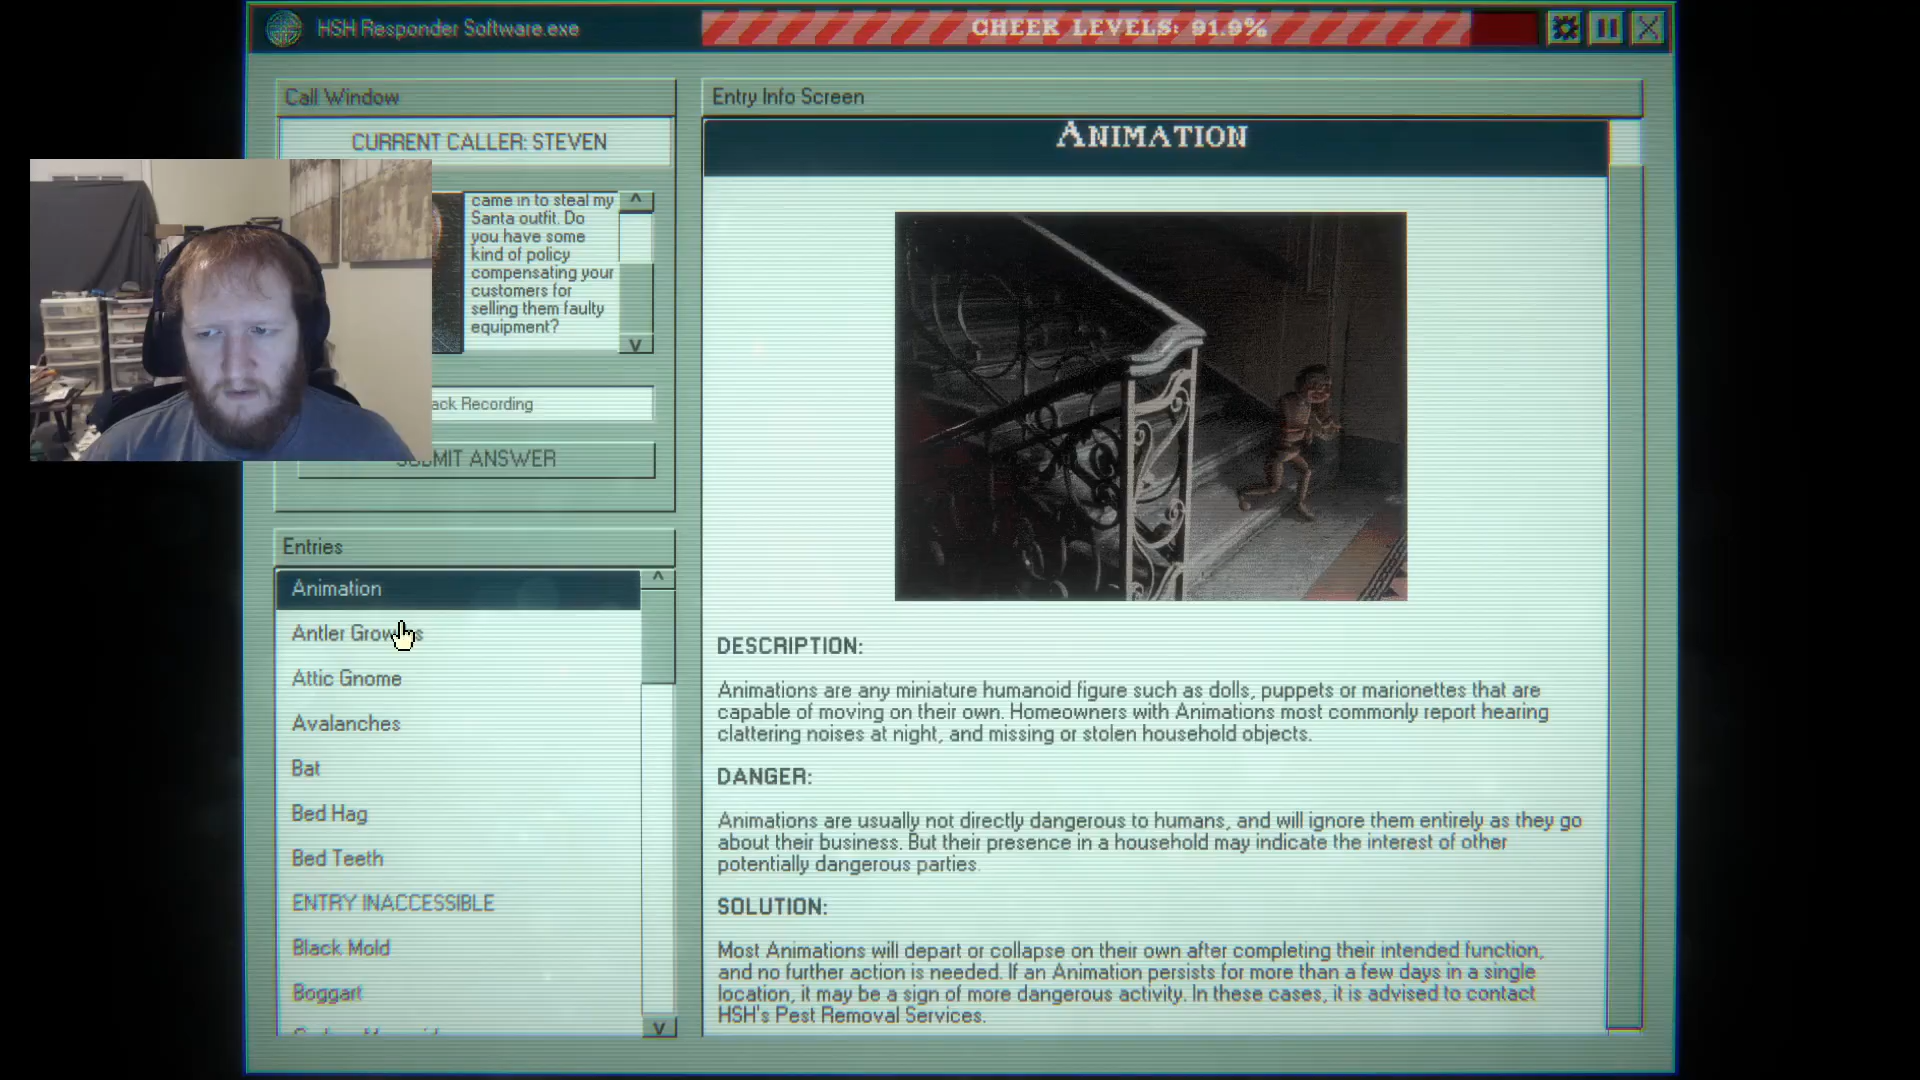 HSH Responder Software.exe
CHEER LEVELS: 91.9%
Call Window
CURRENT CALLER: STEVEN
came in to steal my
Santa outfit. Do
you have some
kind of policy
compensating your
customers for
selling them faulty
equipment?
Recording
SUBMIT ANSWER
Entries
Animation
Antler
Attic Gnome
Avalanches
Bat
Bed Hag
Bed Teeth
ENTRY INACCESSIBLE
Black Mold
Boggart
Entry Info Screen
ANIMATION
DESCRIPTION:
Animations are any miniature humanoid figure such as dolls, puppets or marionettes that are
capable of moving on their own. Homeowners with Animations most commonly report hearing
clattering noises at night, and missing or stolen household objects.
DANGER:
Animations are usually not directly dangerous to humans, and will ignore them entirely as they go
about their business. But their presence in a household may indicate the interest of other
potentially dangerous parties.
SOLUTION:
Most Animations will depart or collapse on their own after completing their intended function,
and no further action is needed. If an Animation persists for more than a few days in a single
location, it may be a sign of more dangerous activity. In these cases, it is advised to contact
HSH's Pest Removal Services.